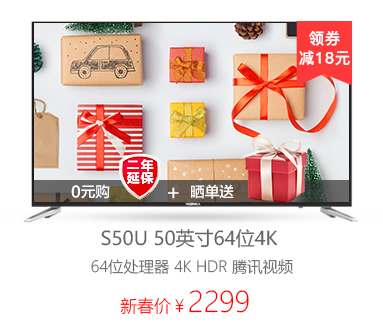 领券
减18元
二年
延保
0元购
+ 晒单送
S50U 50英寸64位4K
64位处理器 4K HDR 腾讯视频
新春价 ¥ 2299